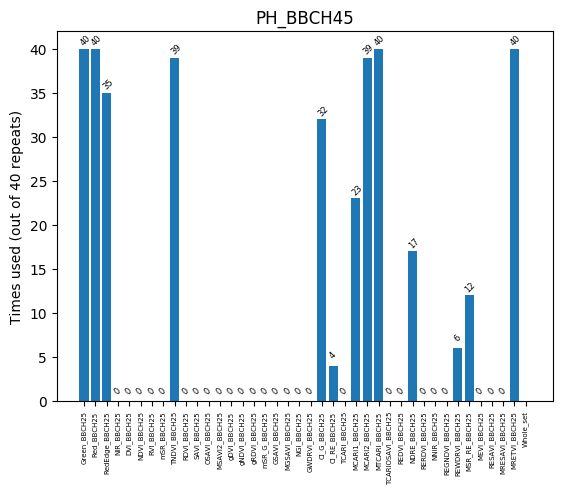 PH_BBCH45
Times used (out of 40 repeats)
40
35
30
25
20
15
10
5
0
40 40 35 0 0 0 0 0 39 0 0 0 0 0 0 0 0 0 0 0 0 32 4 0 23 39 40 0 0 17 0 0 0 6 12 0 0 0 40
Green_BBCH25
Red_BBCH25
RedEdge_BBCH25
NIR_BBCH25
DVI_BBCH25
NDVI_BBCH25
RVI_BBCH25
mSR_BBCH25
TNDVI_BBCH25
RDVI_BBCH25
SAVI_BBCH25
OSAVI_BBCH25
MSAVI2_BBCH25
gDVI_BBCH25
gNDVI_BBCH25
gRDVI_BBCH25
mSR_G_BBCH25
GSAVI_BBCH25
MGSAVI_BBCH25
NGI_BBCH25
GWDRVI_BBCH25
CI_G_BBCH25
CI_RE_BBCH25
TCARI_BBCH25
MCARI1_BBCH25
MCARI2_BBCH25
MTCARI_BBCH25
TCARIOSAVI_BBCH25
REDVI_BBCH25
NDRE_BBCH25
RERDVI_BBCH25
NNIR_BBCH25
REGNDVI_BBCH25
REWDRVI_BBCH25
MSR_RE_BBCH25
MEVI_BBCH25
RESAVI_BBCH25
MRESAVI_BBCH25
MRETVI_BBCH25
Whole_set